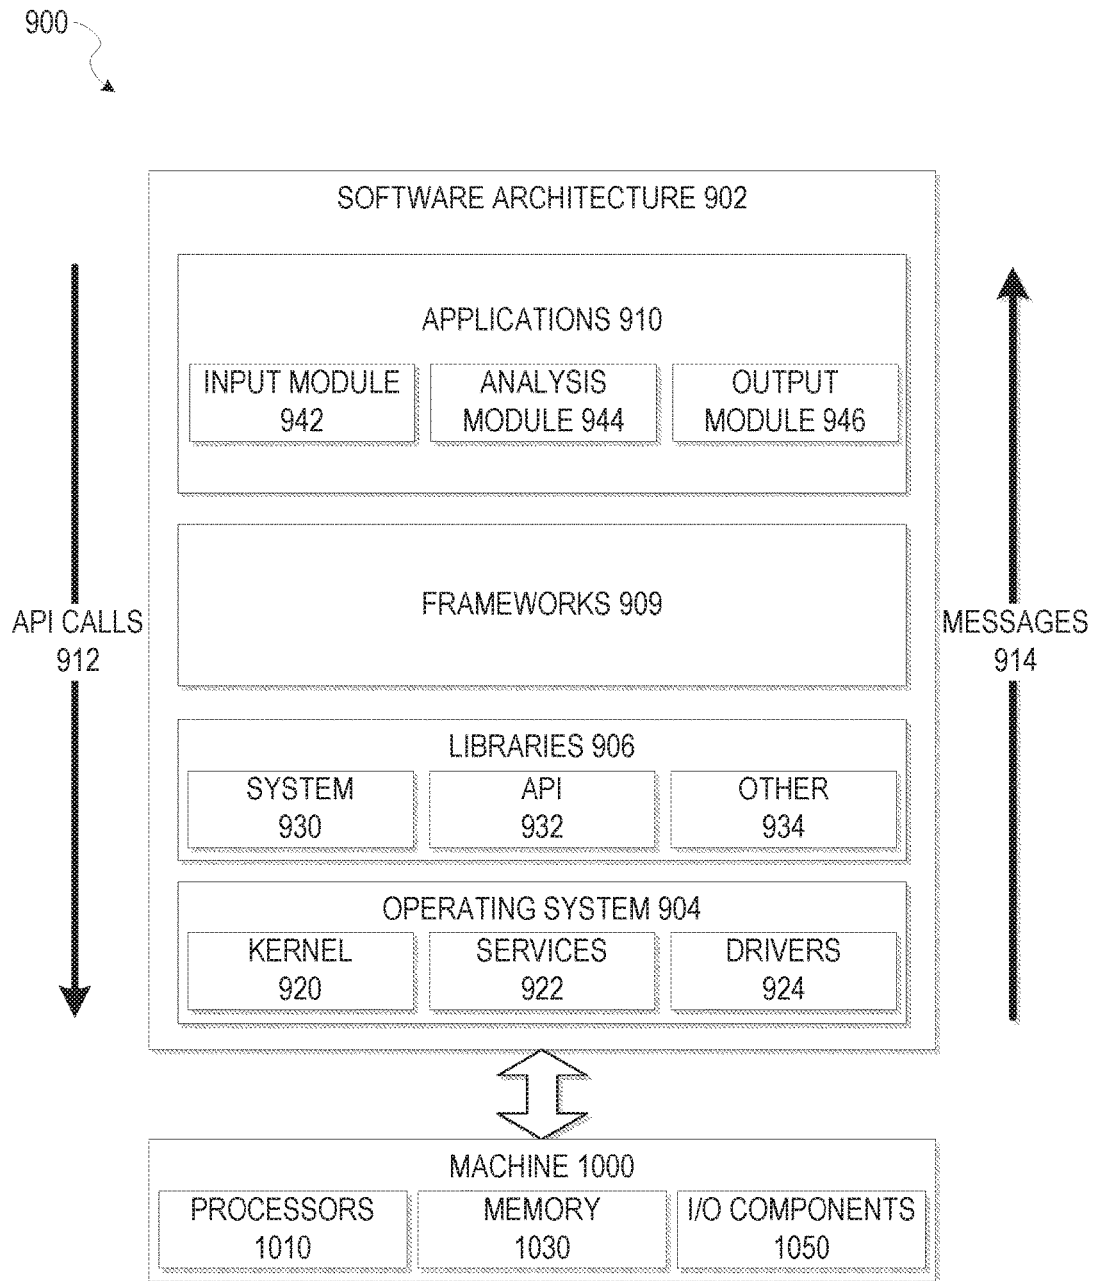 900
SOFTWARE ARCHITECTURE 902
APPLICATIONS 910
INPUT MODULE
942
ANALYSIS
MODULE 944
OUTPUT
MODULE 946
FRAMEWORKS 909
API CALLS
912
MESSAGES
914
LIBRARIES 906
SYSTEM
930
API
932
OTHER
934
OPERATING SYSTEM 904
KERNEL
920
SERVICES
922
DRIVERS
924
MACHINE 1000
PROCESSORS
1010
MEMORY
1030
I/O COMPONENTS
1050